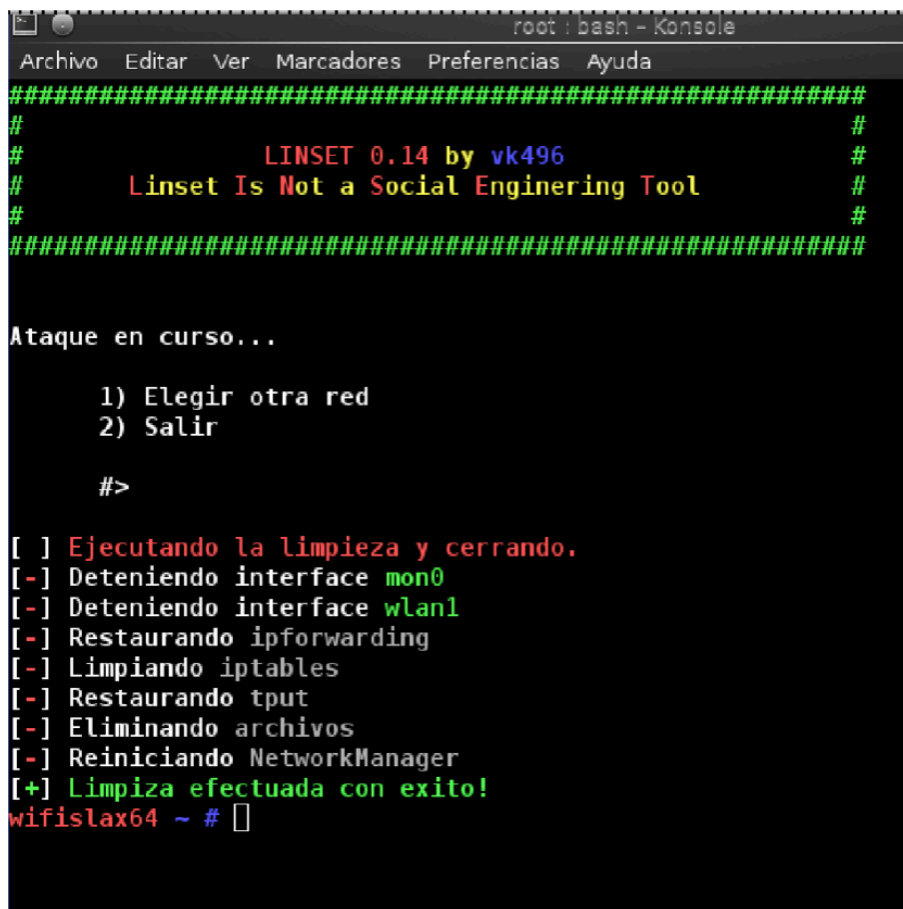 root : bash – Konsole
Archivo Editar Ver Marcadores Preferencias Ayuda
#########################################################
# #
# LINSET 0.14 by vk496 #
# Linset Is Not a Social Enginering Tool #
# #
#########################################################
Ataque en curso...
1) Elegir otra red
2) Salir
#>
[ ] Ejecutando la limpieza y cerrando.
[-] Deteniendo interface mon0
[-] Deteniendo interface wlan1
[-] Restaurando ipforwarding
[-] Limpiando iptables
[-] Restaurando tput
[-] Eliminando archivos
[-] Reiniciando NetworkManager
[+] Limpiza efectuada con exito!
wifislax64 ~ #